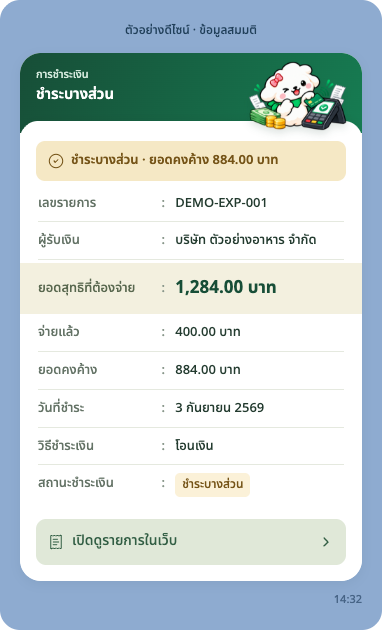 ตัวอย่างดีไซน์ · ข้อมูลสมมติ
การชำระเงิน
ชำระบางส่วน
ชำระบางส่วน · ยอดคงค้าง 884.00 บาท
เลขรายการ : DEMO-EXP-001
ผู้รับเงิน : บริษัท ตัวอย่างอาหาร จำกัด
ยอดสุทธิที่ต้องจ่าย : 1,284.00 บาท
จ่ายแล้ว : 400.00 บาท
ยอดคงค้าง : 884.00 บาท
วันที่ชำระ : 3 กันยายน 2569
วิธีชำระเงิน : โอนเงิน
สถานะชำระเงิน : ชำระบางส่วน
เปิดดูรายการในเว็บ
14:32